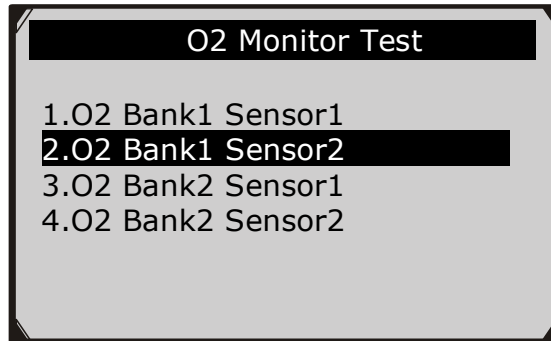 O2 Monitor Test
1.O2 Bank1 Sensor1
2.O2 Bank1 Sensor2
3.O2 Bank2 Sensor1
4.O2 Bank2 Sensor2